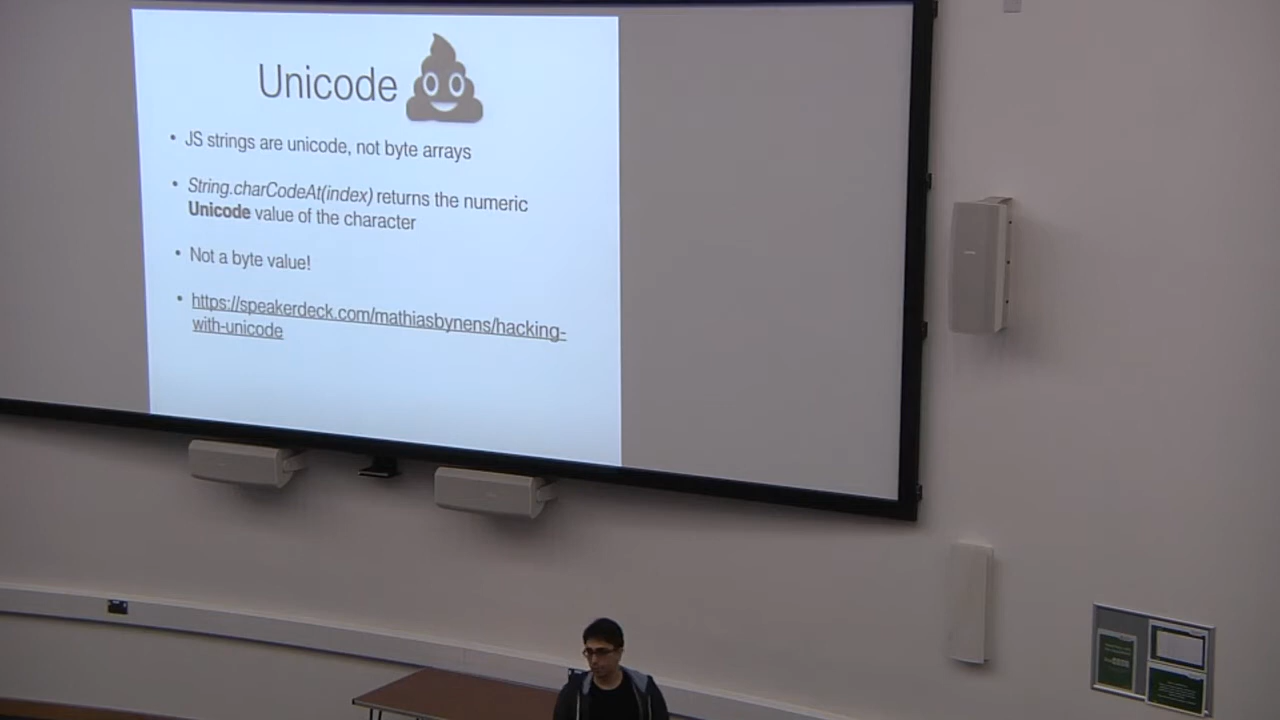 Unicode
• JS strings are unicode, not byte arrays
• String.charCodeAt(index) returns the numeric
Unicode value of the character
• Not a byte value!
• https://speakerdeck.com/mathiasbynens/hacking-
with-unicode